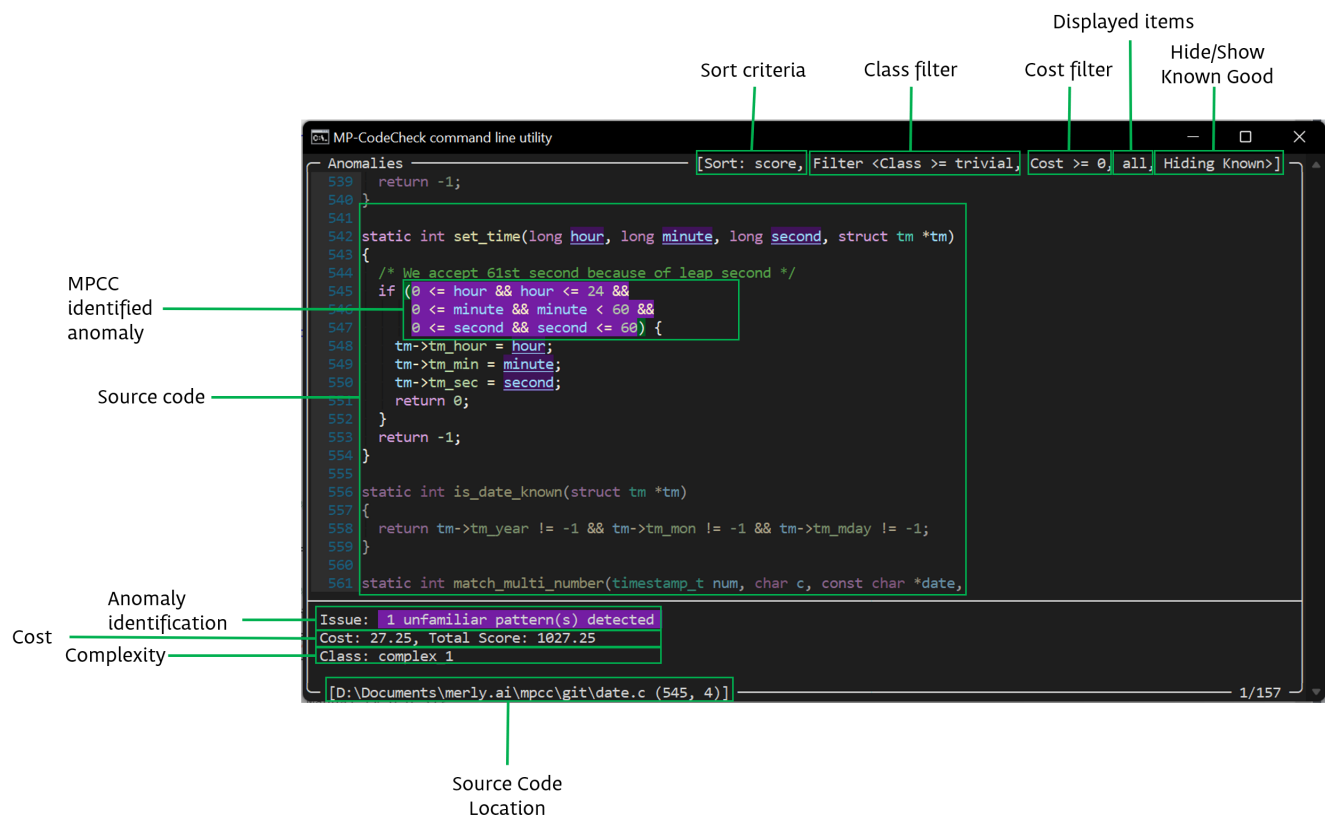 Displayed items
Sort criteria
Class filter
Cost filter
Hide/Show
Known Good
MP-CodeCheck command line utility
Anomalies [Sort: score, Filter <Class >= trivial, Cost >= 0, all, Hiding Known>]
539 return -1;
540 }
541
542 static int set_time(long hour, long minute, long second, struct tm *tm)
543 {
544 /* We accept 61st second because of leap second */
545 if (0 <= hour && hour <= 24 &&
546 0 <= minute && minute < 60 &&
547 0 <= second && second <= 60) {
548 tm->tm_hour = hour;
549 tm->tm_min = minute;
550 tm->tm_sec = second;
551 return 0;
552 }
553 return -1;
554 }
555
556 static int is_date_known(struct tm *tm)
557 {
558 return tm->tm_year != -1 && tm->tm_mon != -1 && tm->tm_mday != -1;
559 }
560
561 static int match_multi_number(timestamp_t num, char c, const char *date,
MPCC
identified
anomaly
Source code
Anomaly
identification
Cost
Complexity
Issue: 1 unfamiliar pattern(s) detected
Cost: 27.25, Total Score: 1027.25
Class: complex 1
[D:\Documents\merly.ai\mpcc\git\date.c (545, 4)] 1/157
Source Code
Location